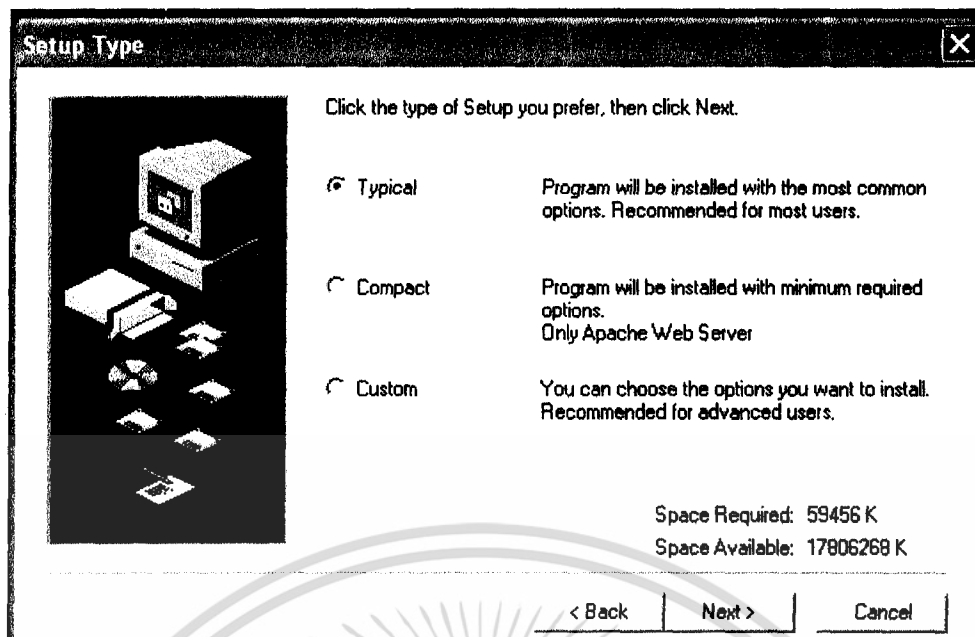 Setup Type
Click the type of Setup you prefer, then click Next.
Typical
Program will be installed with the most common
options. Recommended for most users.
Compact
Program will be installed with minimum required
options.
Only Apache Web Server
Custom
You can choose the options you want to install.
Recommended for advanced users.
Space Required: 59456 K
Space Available: 17806268 K
< Back
Next >
Cancel